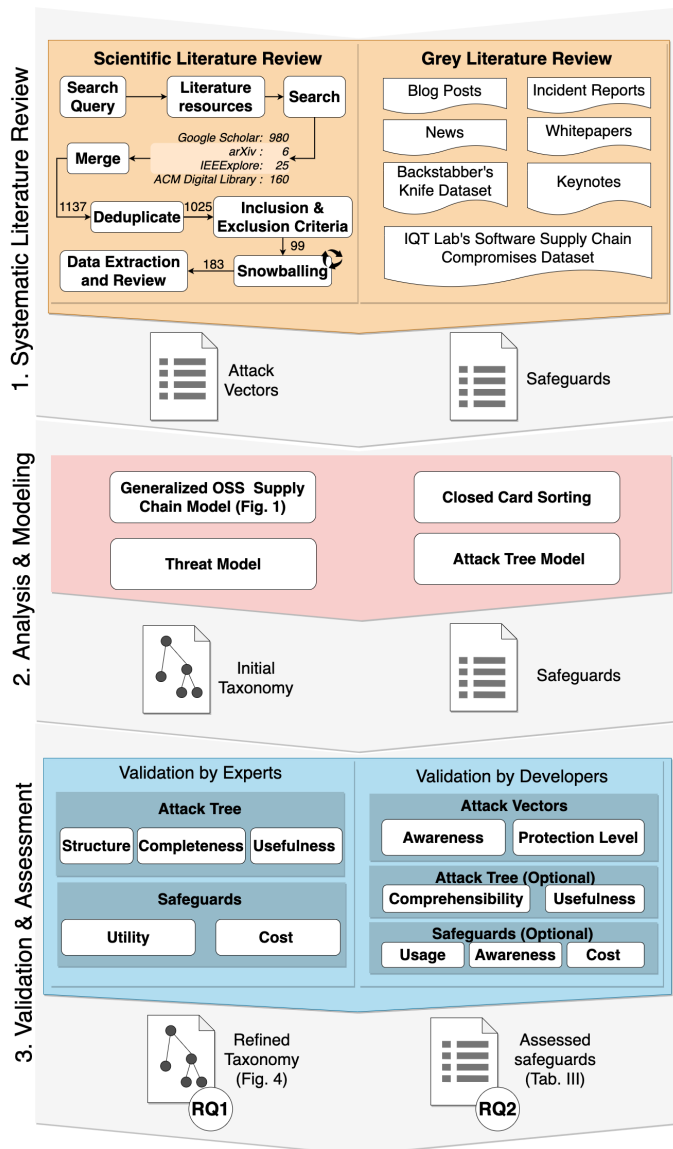 1. Systematic Literature Review
Scientific Literature Review
Search
Query
Literature
resources
Search
Google Scholar: 980
arXiv : 6
IEEExplore: 25
ACM Digital Library : 160
Merge
1137
Deduplicate
1025
Inclusion &
Exclusion Criteria
99
Snowballing
183
Data Extraction
and Review
Grey Literature Review
Blog Posts
Incident Reports
News
Whitepapers
Backstabber's
Knife Dataset
Keynotes
IQT Lab's Software Supply Chain
Compromises Dataset
Attack
Vectors
Safeguards
2. Analysis & Modeling
Generalized OSS Supply
Chain Model (Fig. 1)
Closed Card Sorting
Threat Model
Attack Tree Model
Initial
Taxonomy
Safeguards
3. Validation & Assessment
Validation by Experts
Attack Tree
Structure
Completeness
Usefulness
Safeguards
Utility
Cost
Validation by Developers
Attack Vectors
Awareness
Protection Level
Attack Tree (Optional)
Comprehensibility
Usefulness
Safeguards (Optional)
Usage
Awareness
Cost
Refined
Taxonomy
(Fig. 4)
RQ1
Assessed
safeguards
(Tab. III)
RQ2